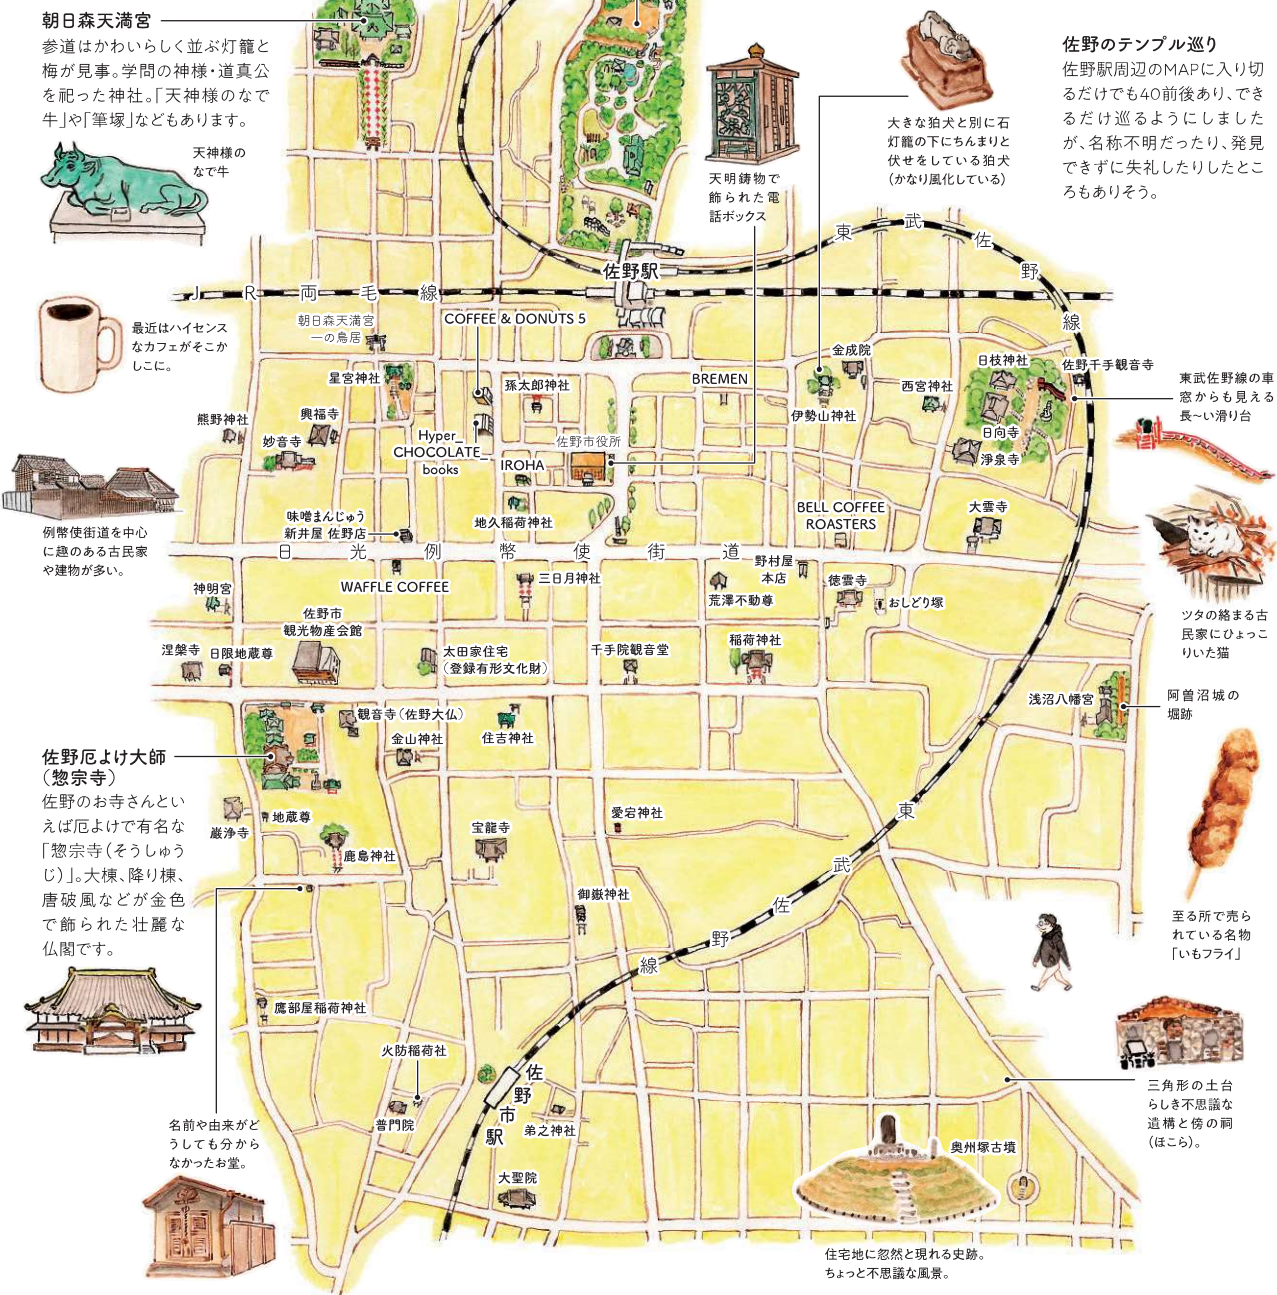 朝日森天満宮
参道はかわいらしく並ぶ灯籠と
梅が見事。学問の神様・道真公
を祀った神社。「天神様のなで
牛」や「筆塚」などもあります。
天神様の
なで牛
天明鋳物で
飾られた電
話ボックス
大きな狛犬と別に石
灯籠の下にちんまりと
伏せをしている狛犬
（かなり風化している）
佐野のテンプル巡り
佐野駅周辺のMAPに入り切
るだけでも40前後あり、でき
るだけ巡るようにしました
が、名称不明だったり、発見
できずに失礼したりしたとこ
ろもありそう。
東武佐野線
佐野駅
JR両毛線
最近はハイセンス
なカフェがそこか
しこに。
朝日森天満宮
一の鳥居
COFFEE & DONUTS 5
星宮神社
孫太郎神社
BREMEN
金成院
伊勢山神社
西宮神社
日枝神社
佐野千手観音寺
日向寺
浄泉寺
東武佐野線の車
窓からも見える
長〜い滑り台
熊野神社
興福寺
妙音寺
Hyper_
CHOCOLATE_
books
佐野市役所
IROHA
地久稲荷神社
味噌まんじゅう
新井屋 佐野店
BELL COFFEE
ROASTERS
大雲寺
例幣使街道を中心
に趣のある古民家
や建物が多い。
日光例幣使街道
WAFFLE COFFEE
三日月神社
野村屋
本店
荒澤不動尊
徳雲寺
おしどり塚
ツタの絡まる古
民家にひょっこ
りいた猫
神明宮
佐野市
観光物産会館
涅槃寺
日限地蔵尊
太田家住宅
（登録有形文化財）
千手院観音堂
稲荷神社
浅沼八幡宮
阿曽沼城の
堀跡
観音寺（佐野大仏）
金山神社
住吉神社
佐野厄よけ大師
（惣宗寺）
佐野のお寺さんとい
えば厄よけで有名な
「惣宗寺（そうしゅう
じ）」。大棟、降り棟、
唐破風などが金色
で飾られた壮麗な
仏閣です。
巌浄寺
地蔵尊
鹿島神社
宝龍寺
愛宕神社
御嶽神社
東武佐野線
至る所で売ら
れている名物
「いもフライ」
鷹部屋稲荷神社
火防稲荷社
普門院
佐野市駅
弟之神社
大聖院
三角形の土台
らしき不思議な
遺構と傍の祠
（ほこら）。
名前や由来がど
うしても分から
なかったお堂。
奥州塚古墳
住宅地に忽然と現れる史跡。
ちょっと不思議な風景。